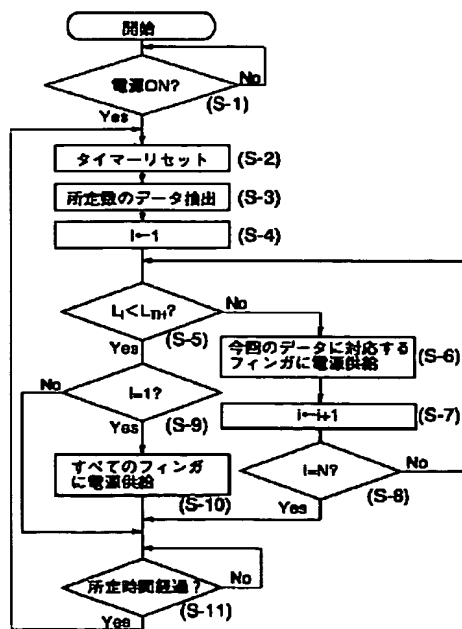 開始
電源ON?
No
(S-1)
Yes
タイマーリセット
(S-2)
所定数のデータ抽出
(S-3)
i←1
(S-4)
Li<LTH?
No
(S-5)
Yes
今回のデータに対応する
フィンガに電源供給
(S-6)
i←i+1
(S-7)
i=N?
No
(S-8)
Yes
No
i=1?
(S-9)
Yes
すべてのフィンガ
に電源供給
(S-10)
所定時間経過?
No
(S-11)
Yes